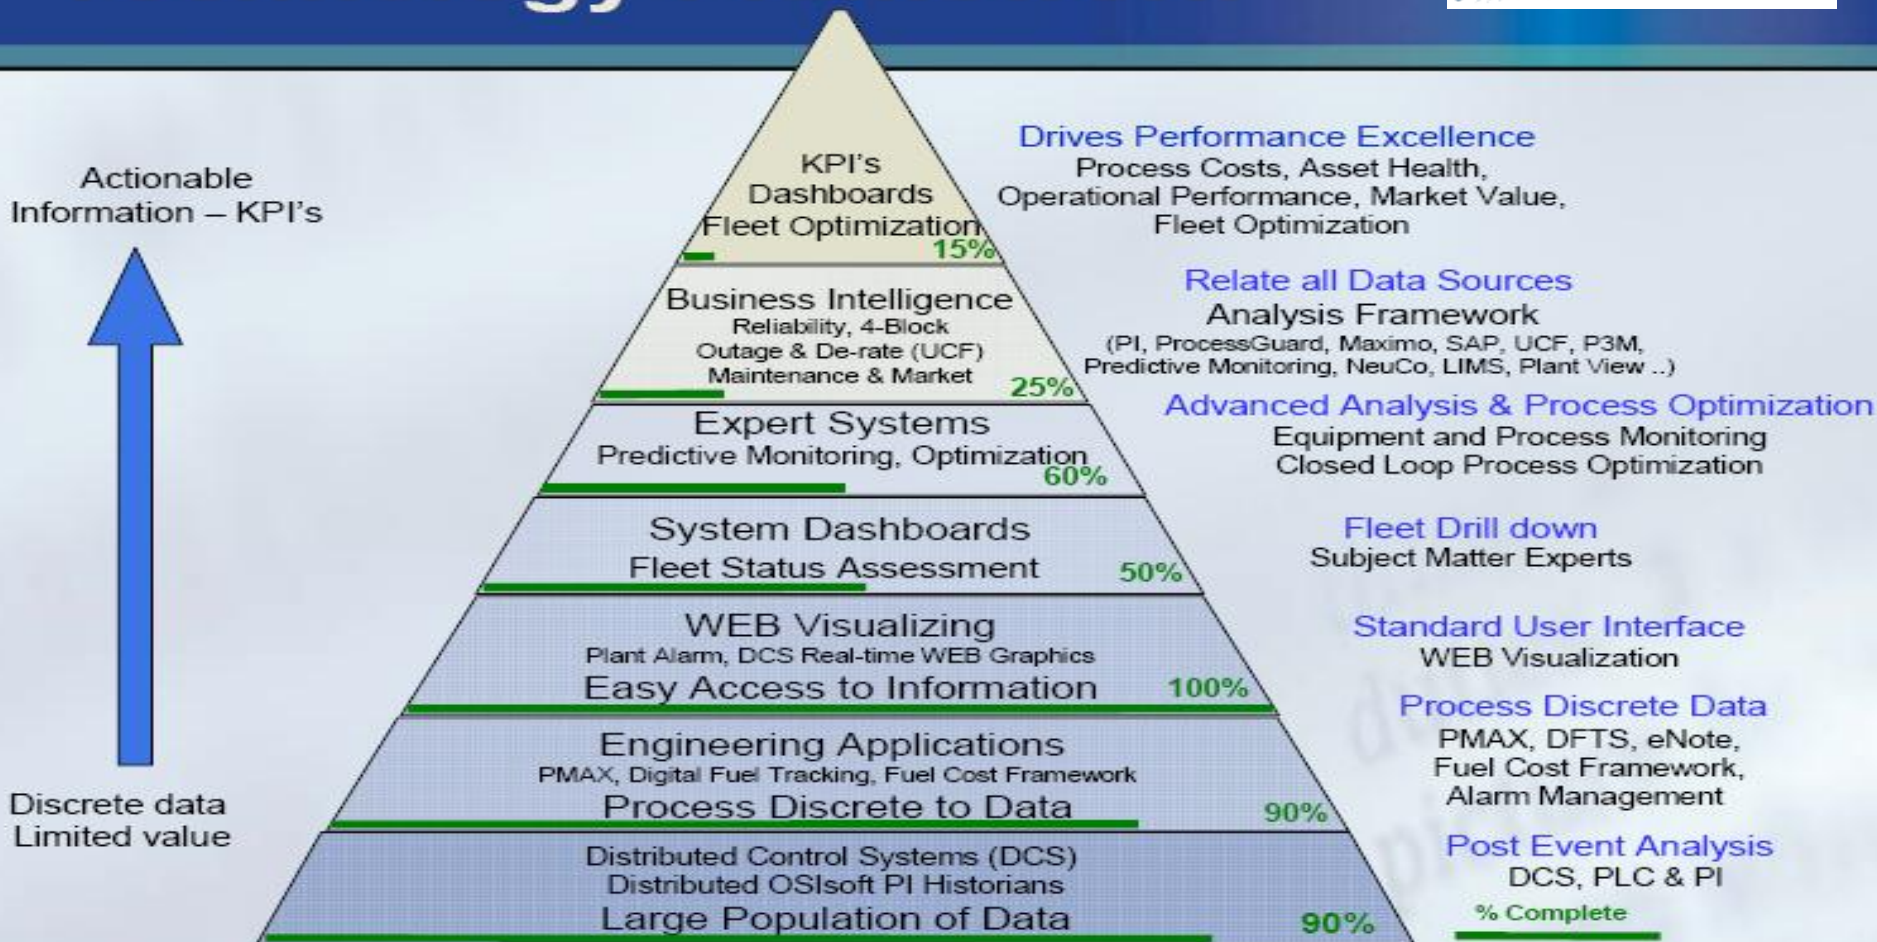 Actionable
Information – KPI's
Discrete data
Limited value
KPI's
Dashboards
Fleet Optimization
15%
Drives Performance Excellence
Process Costs, Asset Health,
Operational Performance, Market Value,
Fleet Optimization
Business Intelligence
Reliability, 4-Block
Outage & De-rate (UCF)
Maintenance & Market
25%
Relate all Data Sources
Analysis Framework
(PI, ProcessGuard, Maximo, SAP, UCF, P3M,
Predictive Monitoring, NeuCo, LIMS, Plant View ..)
Expert Systems
Predictive Monitoring, Optimization
60%
Advanced Analysis & Process Optimization
Equipment and Process Monitoring
Closed Loop Process Optimization
System Dashboards
Fleet Status Assessment
50%
Fleet Drill down
Subject Matter Experts
WEB Visualizing
Plant Alarm, DCS Real-time WEB Graphics
Easy Access to Information
100%
Standard User Interface
WEB Visualization
Engineering Applications
PMAX, Digital Fuel Tracking, Fuel Cost Framework
Process Discrete to Data
90%
Process Discrete Data
PMAX, DFTS, eNote,
Fuel Cost Framework,
Alarm Management
Distributed Control Systems (DCS)
Distributed OSIsoft PI Historians
Large Population of Data
90%
Post Event Analysis
DCS, PLC & PI
% Complete